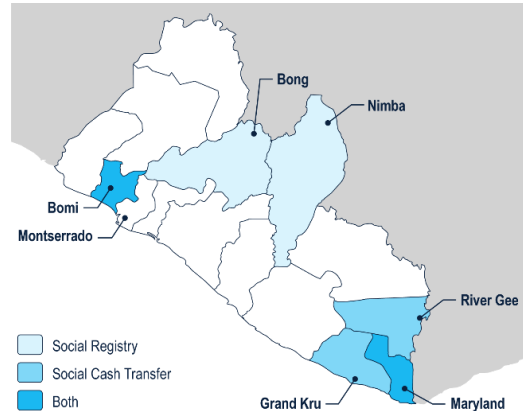 Bong
Nimba
Bomi
Montserrado
River Gee
Social Registry
Social Cash Transfer
Both
Grand Kru
Maryland